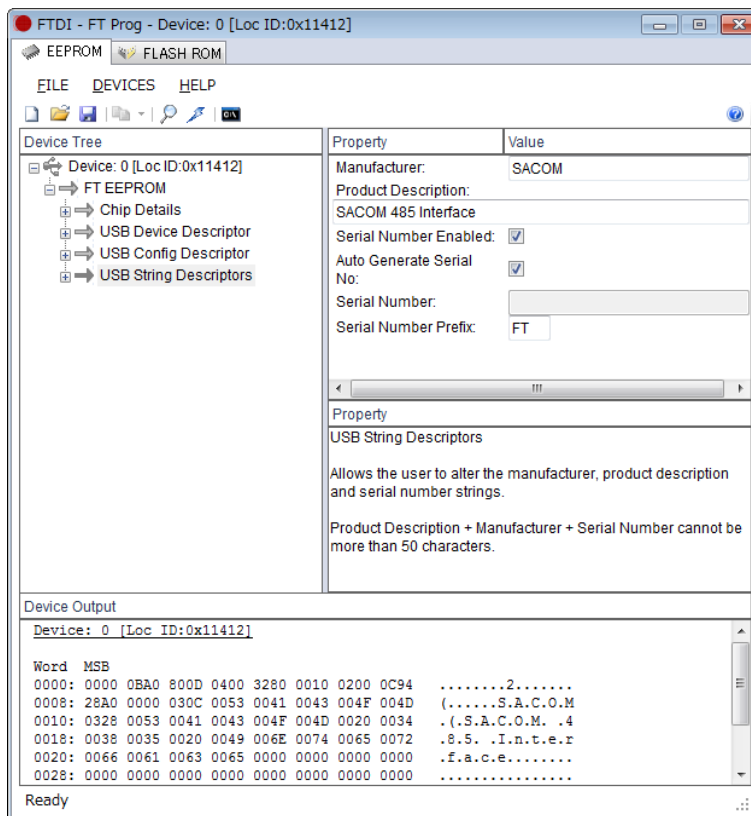 FTDI - FT Prog - Device: 0 [Loc ID:0x11412]
EEPROM FLASH ROM
FILE DEVICES HELP
Device Tree
Device: 0 [Loc ID:0x11412]
FT EEPROM
Chip Details
USB Device Descriptor
USB Config Descriptor
USB String Descriptors
Property Value
Manufacturer: SACOM
Product Description:
SACOM 485 Interface
Serial Number Enabled:
Auto Generate Serial
No:
Serial Number:
Serial Number Prefix: FT
Property
USB String Descriptors
Allows the user to alter the manufacturer, product description
and serial number strings.
Product Description + Manufacturer + Serial Number cannot be
more than 50 characters.
Device Output
Device: 0 [Loc ID:0x11412]
Word MSB
0000: 0000 0BA0 800D 0400 3280 0010 0200 0C94 ........2.......
0008: 28A0 0000 030C 0053 0041 0043 004F 004D (......S.A.C.O.M
0010: 0328 0053 0041 0043 004F 004D 0020 0034 .(.S.A.C.O.M. .4
0018: 0038 0035 0020 0049 006E 0074 0065 0072 .8.5. .I.n.t.e.r
0020: 0066 0061 0063 0065 0000 0000 0000 0000 .f.a.c.e........
0028: 0000 0000 0000 0000 0000 0000 0000 0000 ................
Ready